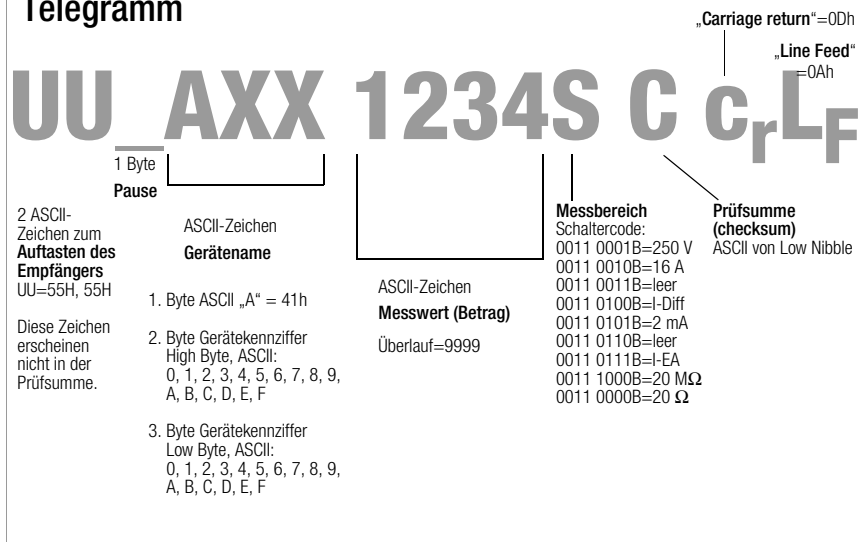 Telegramm
„Carriage return“=0Dh
„Line Feed“
=0Ah
UU_AXX 1234S C crLF
1 Byte
Pause
2 ASCII-
Zeichen zum
Auftasten des
Empfängers
UU=55H, 55H
Diese Zeichen
erscheinen
nicht in der
Prüfsumme.
ASCII-Zeichen
Gerätename
1. Byte ASCII „A“ = 41h
2. Byte Gerätekennziffer
High Byte, ASCII:
0, 1, 2, 3, 4, 5, 6, 7, 8, 9,
A, B, C, D, E, F
3. Byte Gerätekennziffer
Low Byte, ASCII:
0, 1, 2, 3, 4, 5, 6, 7, 8, 9,
A, B, C, D, E, F
ASCII-Zeichen
Messwert (Betrag)
Überlauf=9999
Messbereich
Schaltercode:
0011 0001B=250 V
0011 0010B=16 A
0011 0011B=leer
0011 0100B=I-Diff
0011 0101B=2 mA
0011 0110B=leer
0011 0111B=I-EA
0011 1000B=20 MΩ
0011 0000B=20 Ω
Prüfsumme
(checksum)
ASCII von Low Nibble